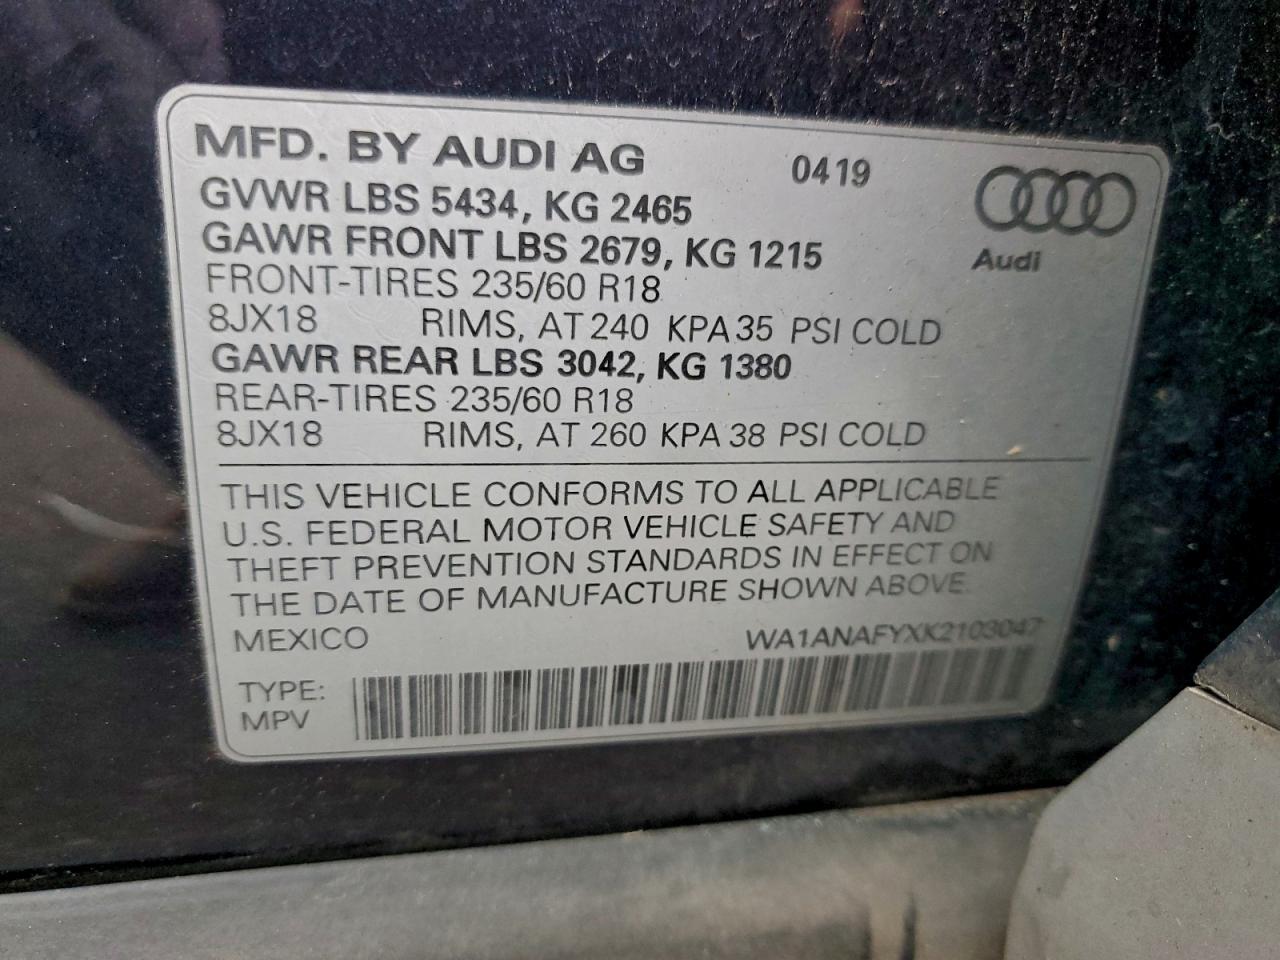 MFD. BY AUDI AG 0419
GVWR LBS 5434, KG 2465
GAWR FRONT LBS 2679, KG 1215
Audi
FRONT-TIRES 235/60 R18
8JX18 RIMS, AT 240 KPA 35 PSI COLD
GAWR REAR LBS 3042, KG 1380
REAR-TIRES 235/60 R18
8JX18 RIMS, AT 260 KPA 38 PSI COLD
THIS VEHICLE CONFORMS TO ALL APPLICABLE
U.S. FEDERAL MOTOR VEHICLE SAFETY AND
THEFT PREVENTION STANDARDS IN EFFECT ON
THE DATE OF MANUFACTURE SHOWN ABOVE.
MEXICO WA1ANAFYXK2103047
TYPE:
MPV